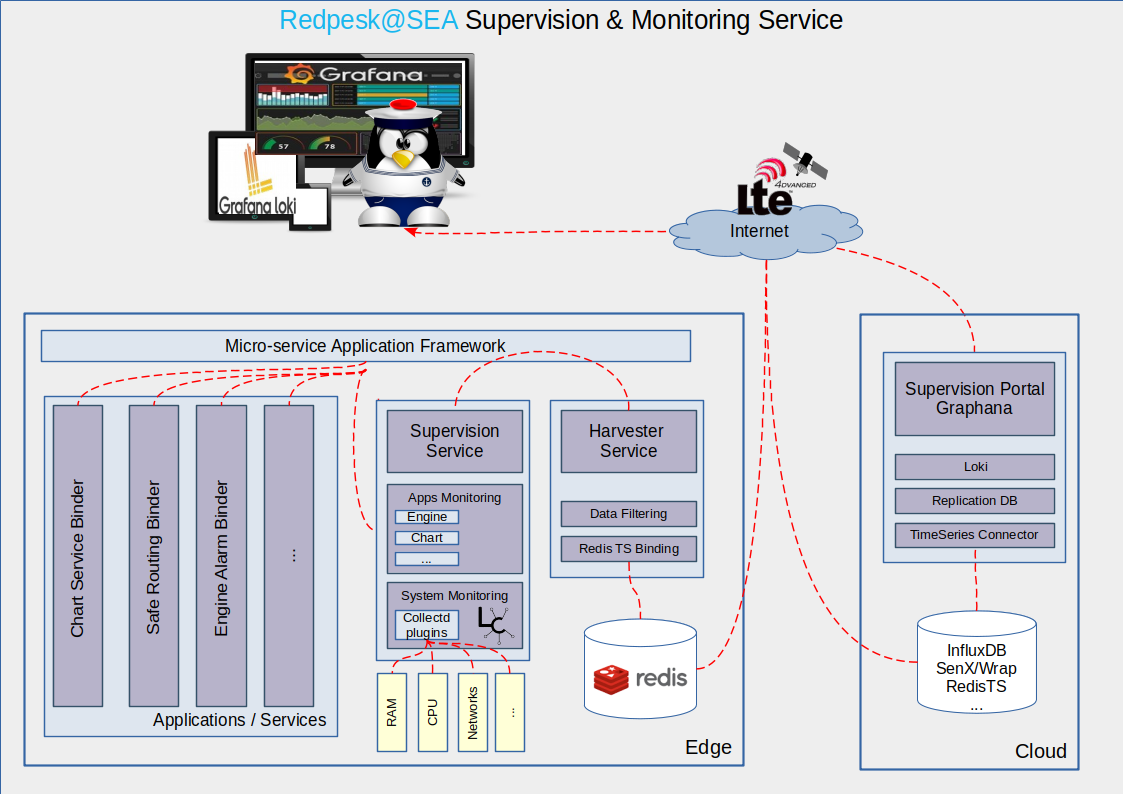 Redpesk@SEA Supervision & Monitoring Service
Grafana
57
78
Grafana loki
4DVANCED
Lte
Internet
Micro-service Application Framework
Chart Service Binder
Safe Routing Binder
Engine Alarm Binder
...
Applications / Services
Supervision
Service
Apps Monitoring
Engine
Chart
...
System Monitoring
Collectd
plugins
RAM
CPU
Networks
...
Harvester
Service
Data Filtering
Redis TS Binding
redis
Edge
Supervision Portal
Graphana
Loki
Replication DB
TimeSeries Connector
InfluxDB
SenX/Wrap
RedisTS
...
Cloud